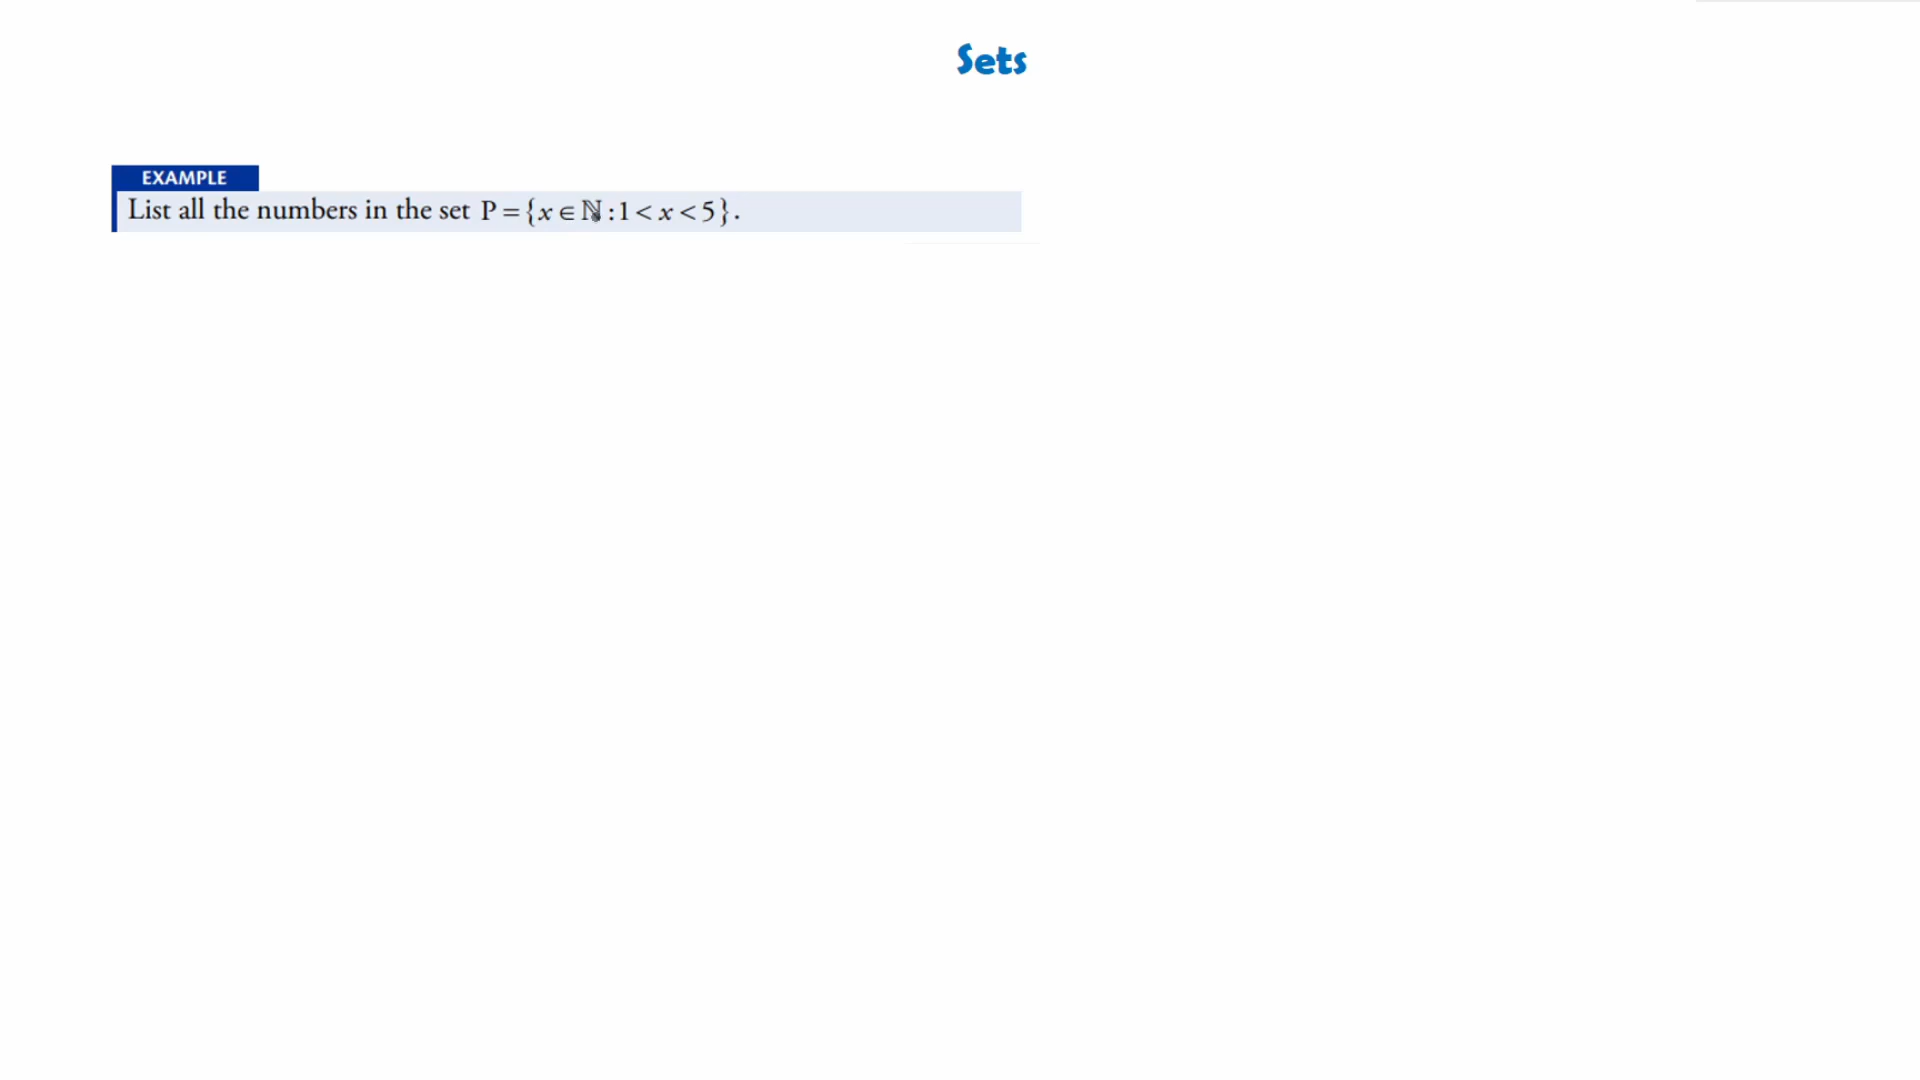 Sets
EXAMPLE
List all the numbers in the set P = {x ∈ ℕ : 1 < x < 5}.